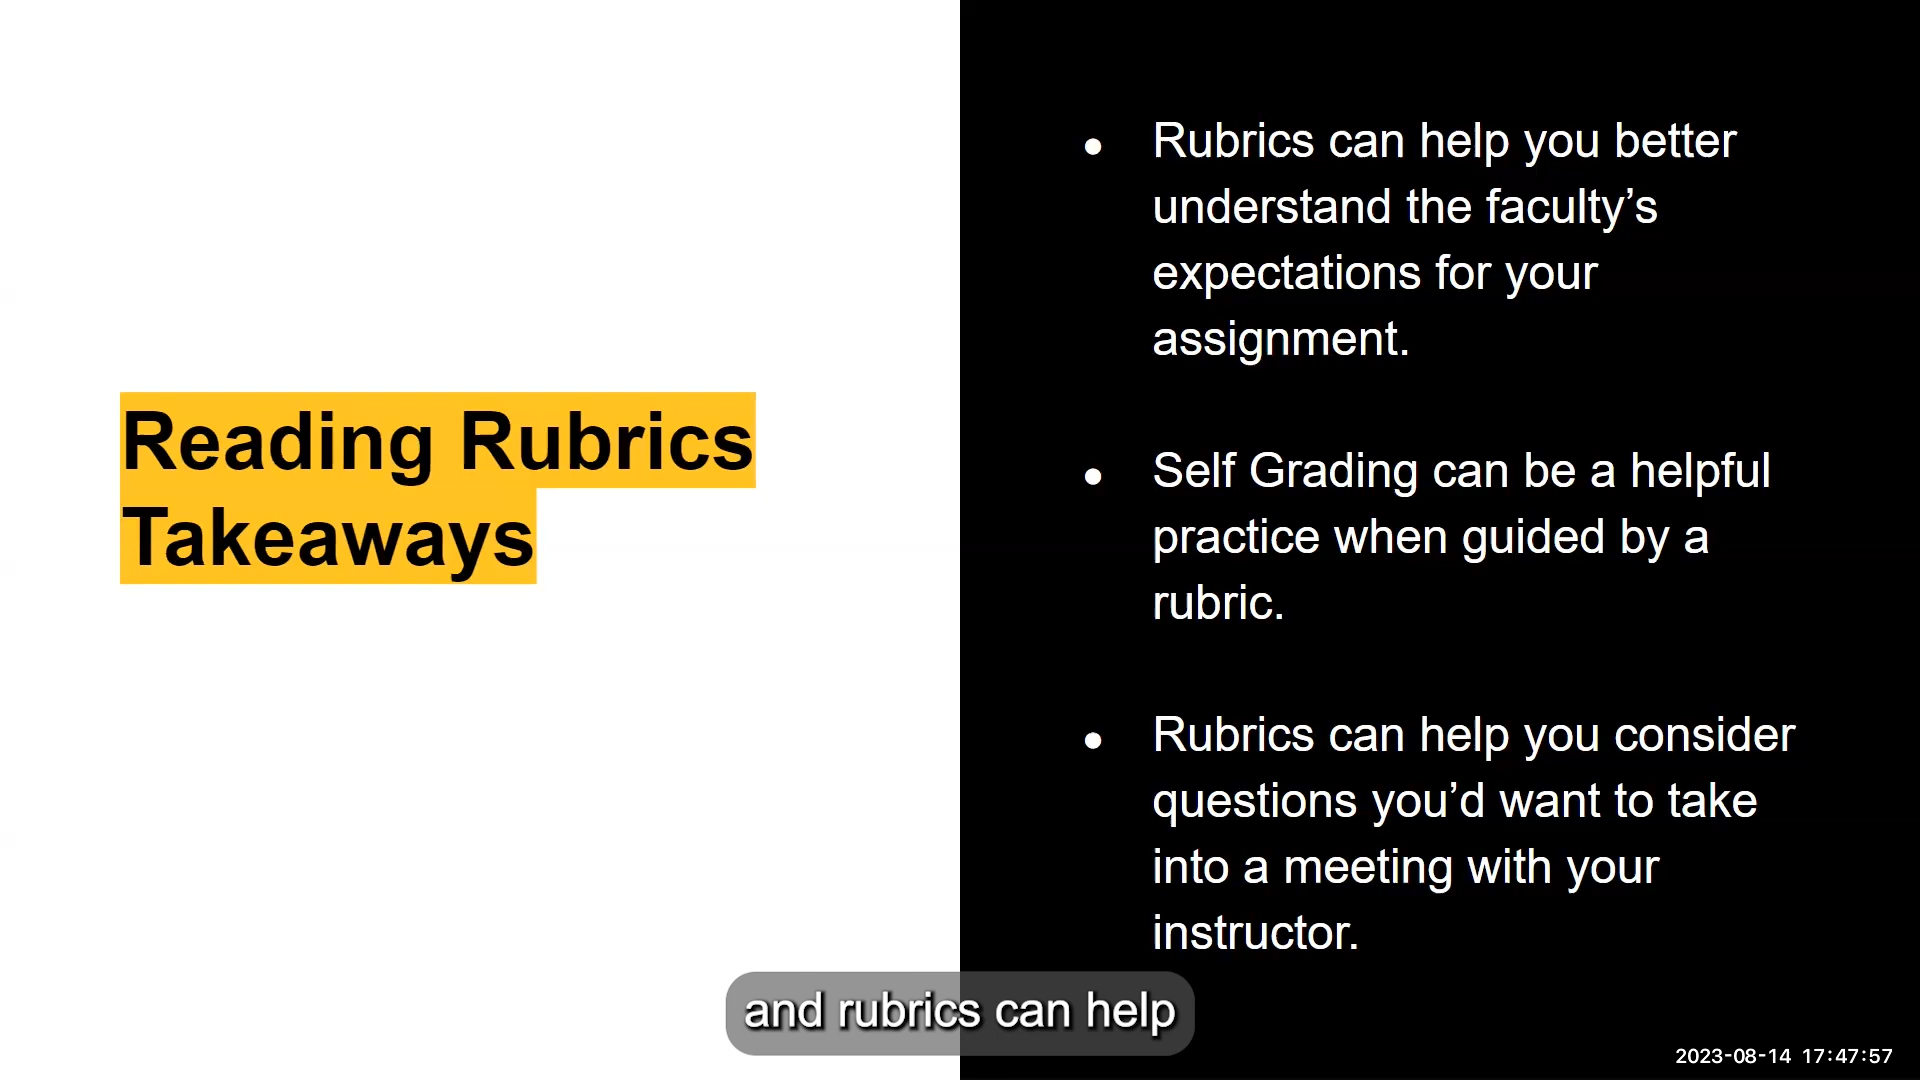 Reading Rubrics
Takeaways
● Rubrics can help you better
understand the faculty’s
expectations for your
assignment.
● Self Grading can be a helpful
practice when guided by a
rubric.
● Rubrics can help you consider
questions you’d want to take
into a meeting with your
instructor.
and rubrics can help
2023-08-14 17:47:57